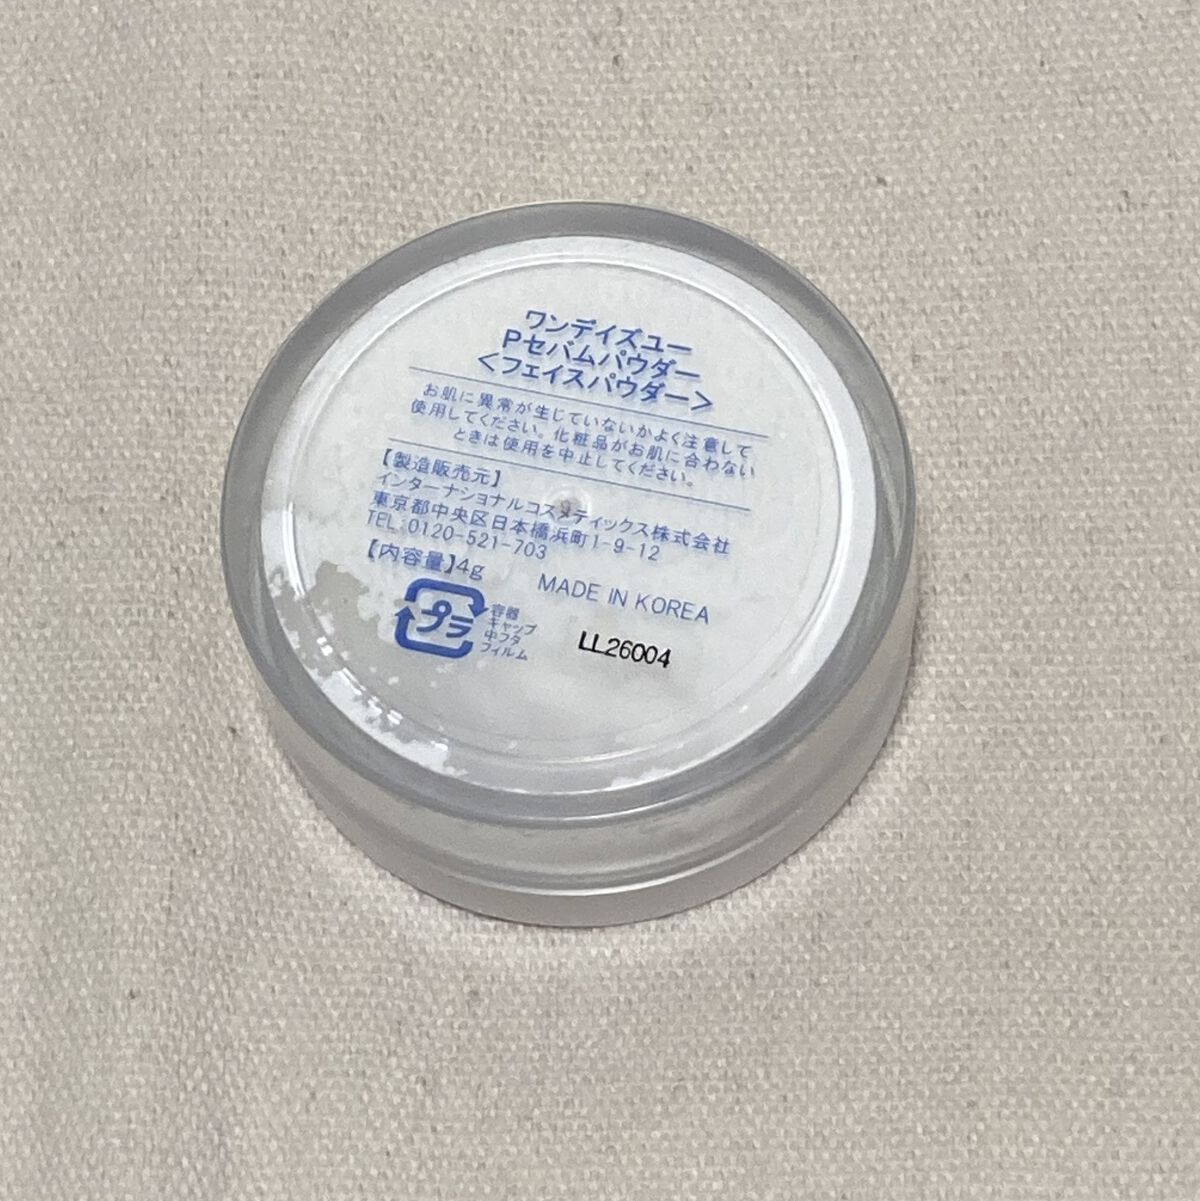 ワンデイズユー
Pセバムパウダー
<フェイスパウダー>
お肌に異常が生じていないかよく注意して
使用してください。化粧品がお肌に合わない
ときは使用を中止してください。
【製造販売元】
インターナショナルコスメティックス株式会社
東京都中央区日本橋浜町1-9-12
TEL:0120-521-703
【内容量】4g
MADE IN KOREA
プラ
容器
キャップ
中フタ
フィルム
LL26004